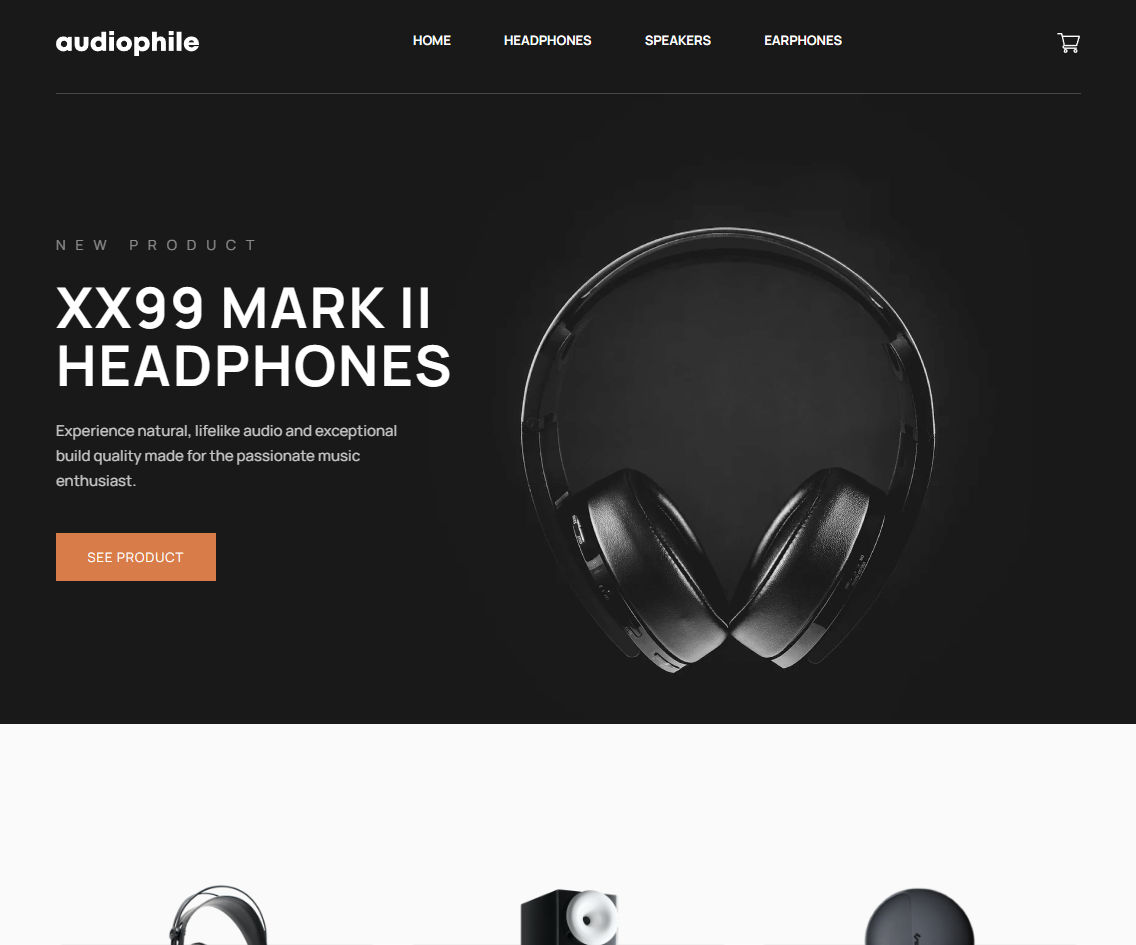 audiophile
HOME
HEADPHONES
SPEAKERS
EARPHONES
NEW PRODUCT
XX99 MARK II
HEADPHONES
Experience natural, lifelike audio and exceptional
build quality made for the passionate music
enthusiast.
SEE PRODUCT